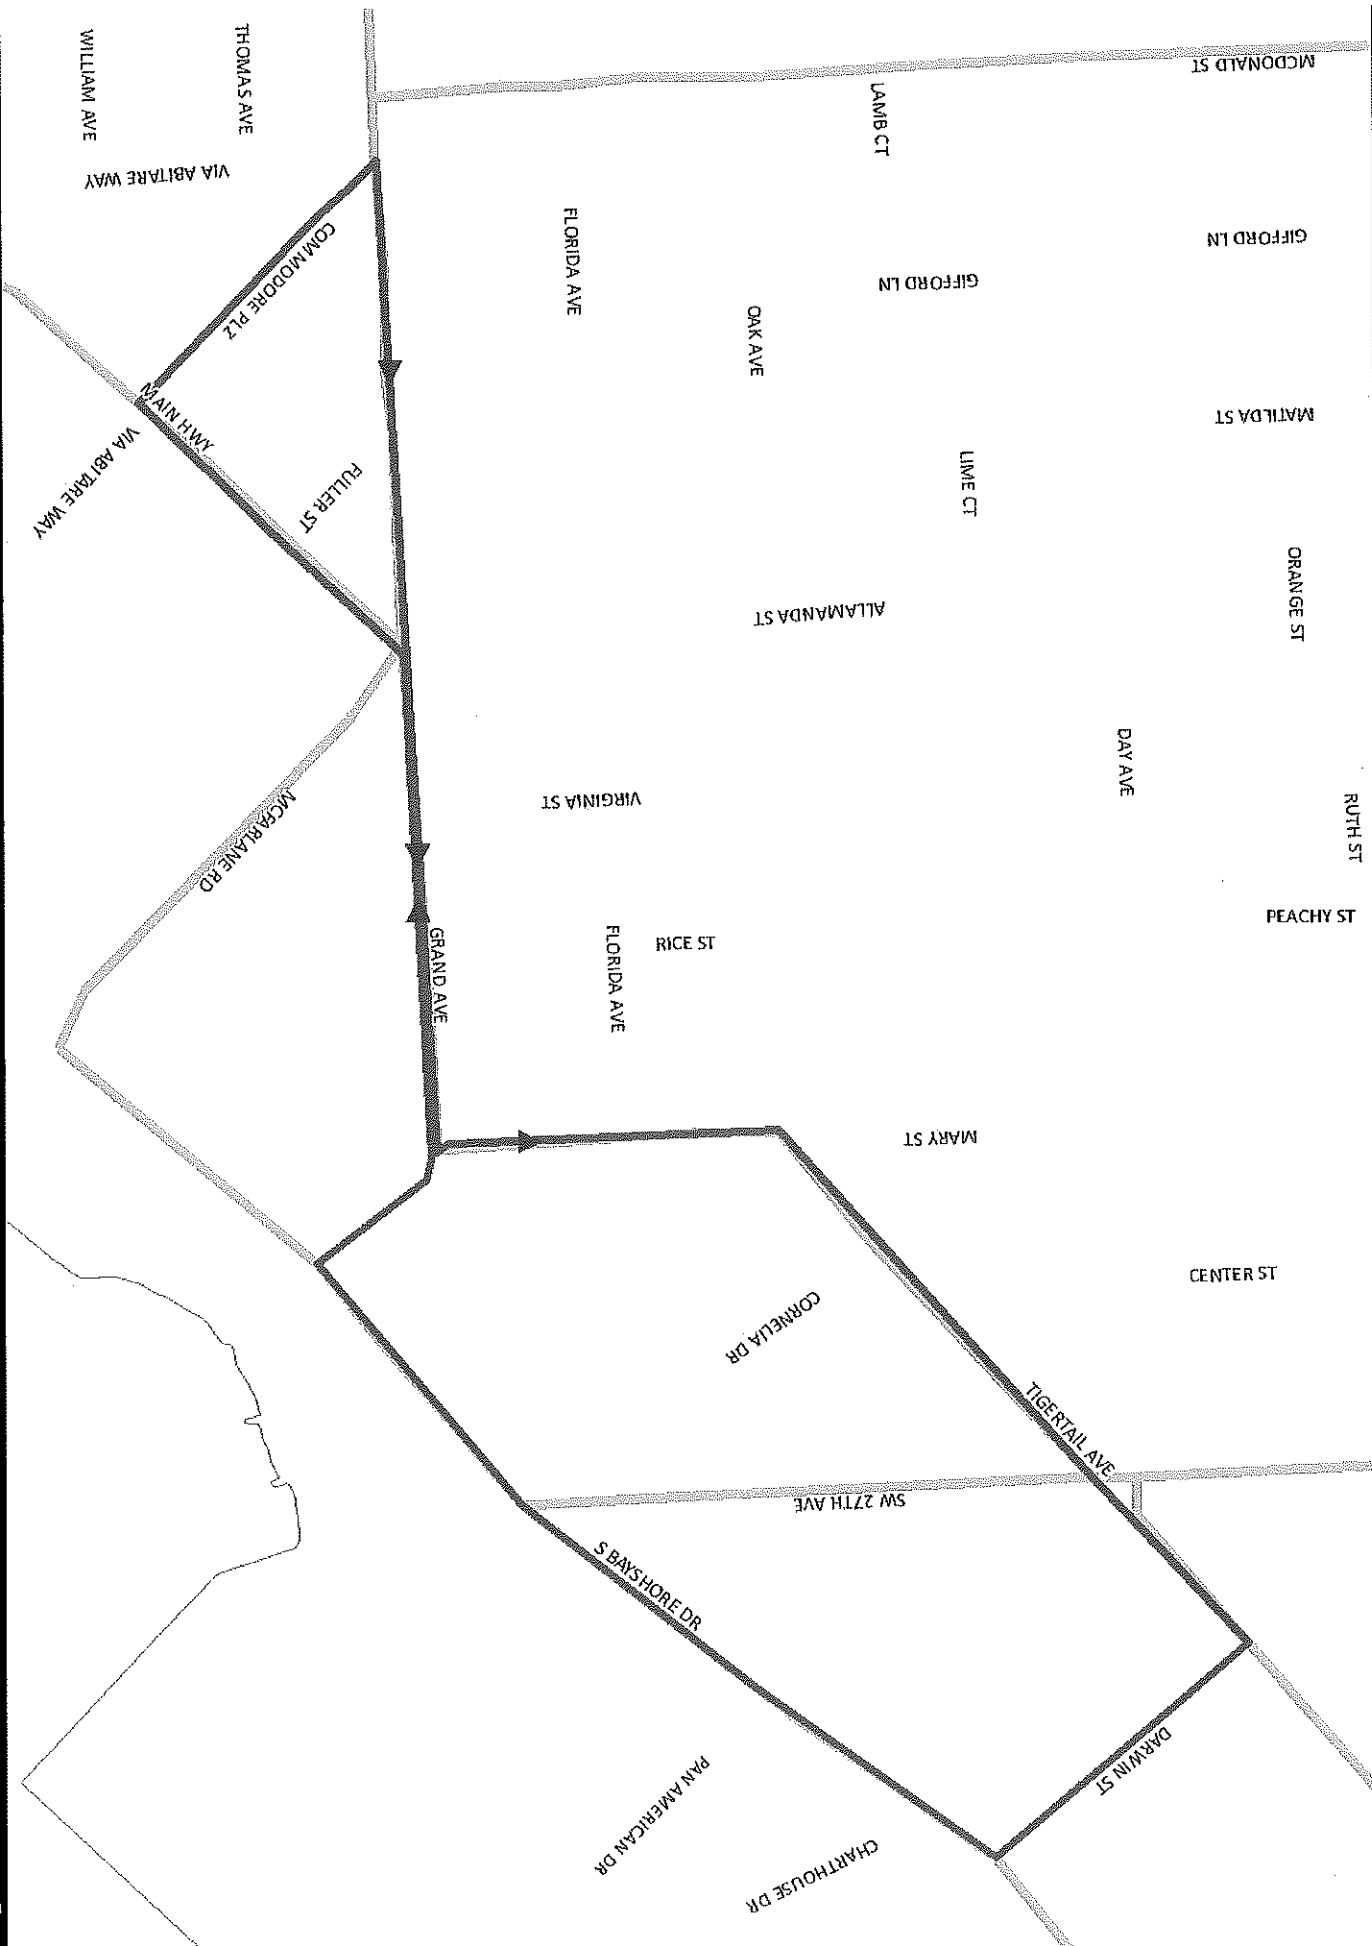 WILLIAM AVE
THOMAS AVE
VIA ABITARE WAY
MCDONALD ST
LAMB CT
COMMODORE PLZ
FLORIDA AVE
GIFFORD LN
GIFFORD LN
OAK AVE
MAIN HWY
VIA ABITARE WAY
FULLER ST
LIME CT
MATILDA ST
ALLAMANDA ST
ORANGE ST
MCFARLANE RD
VIRGINIA ST
DAY AVE
RUTH ST
PEACHY ST
GRAND AVE
FLORIDA AVE
RICE ST
MARY ST
CENTER ST
CORNELIA DR
TIGERTAIL AVE
SW 27TH AVE
S BAYSHORE DR
DARWIN ST
PAN AMERICAN DR
CHARTHOUSE DR